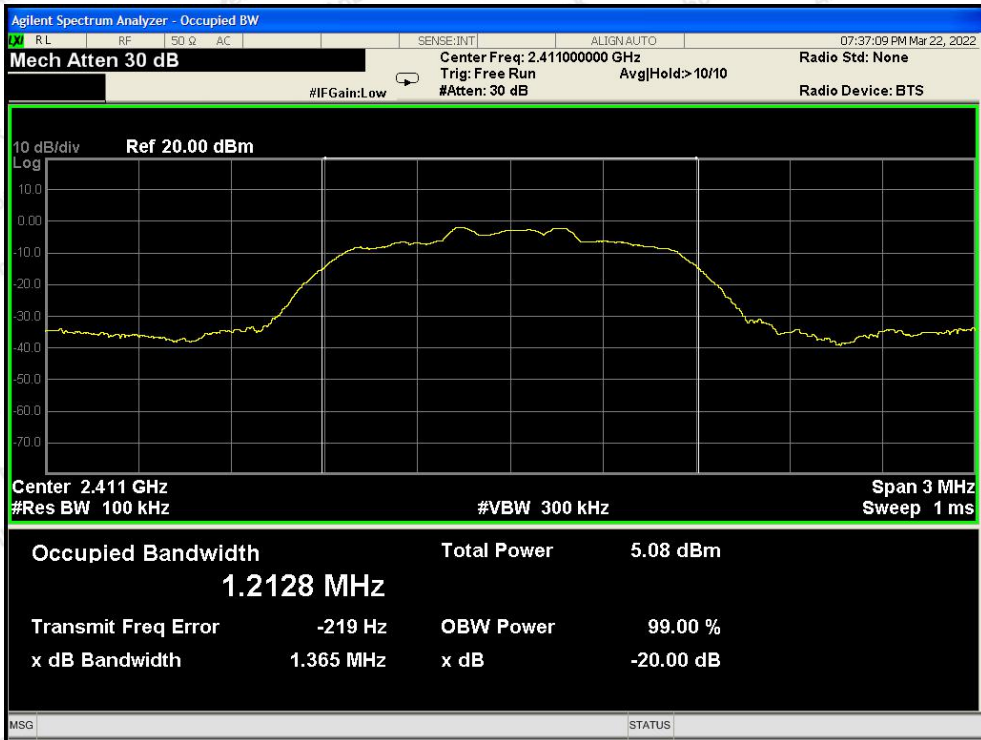 Agilent Spectrum Analyzer - Occupied BW
LXI RL RF 50 Ω AC SENSE:INT ALIGN AUTO 07:37:09 PM Mar 22, 2022
Mech Atten 30 dB Center Freq: 2.411000000 GHz Radio Std: None
Trig: Free Run Avg|Hold:> 10/10
#IFGain:Low #Atten: 30 dB Radio Device: BTS
10 dB/div Ref 20.00 dBm
Log
10.0
0.00
-10.0
-20.0
-30.0
-40.0
-50.0
-60.0
-70.0
Center 2.411 GHz Span 3 MHz
#Res BW 100 kHz #VBW 300 kHz Sweep 1 ms
Occupied Bandwidth Total Power 5.08 dBm
1.2128 MHz
Transmit Freq Error -219 Hz OBW Power 99.00 %
x dB Bandwidth 1.365 MHz x dB -20.00 dB
MSG STATUS